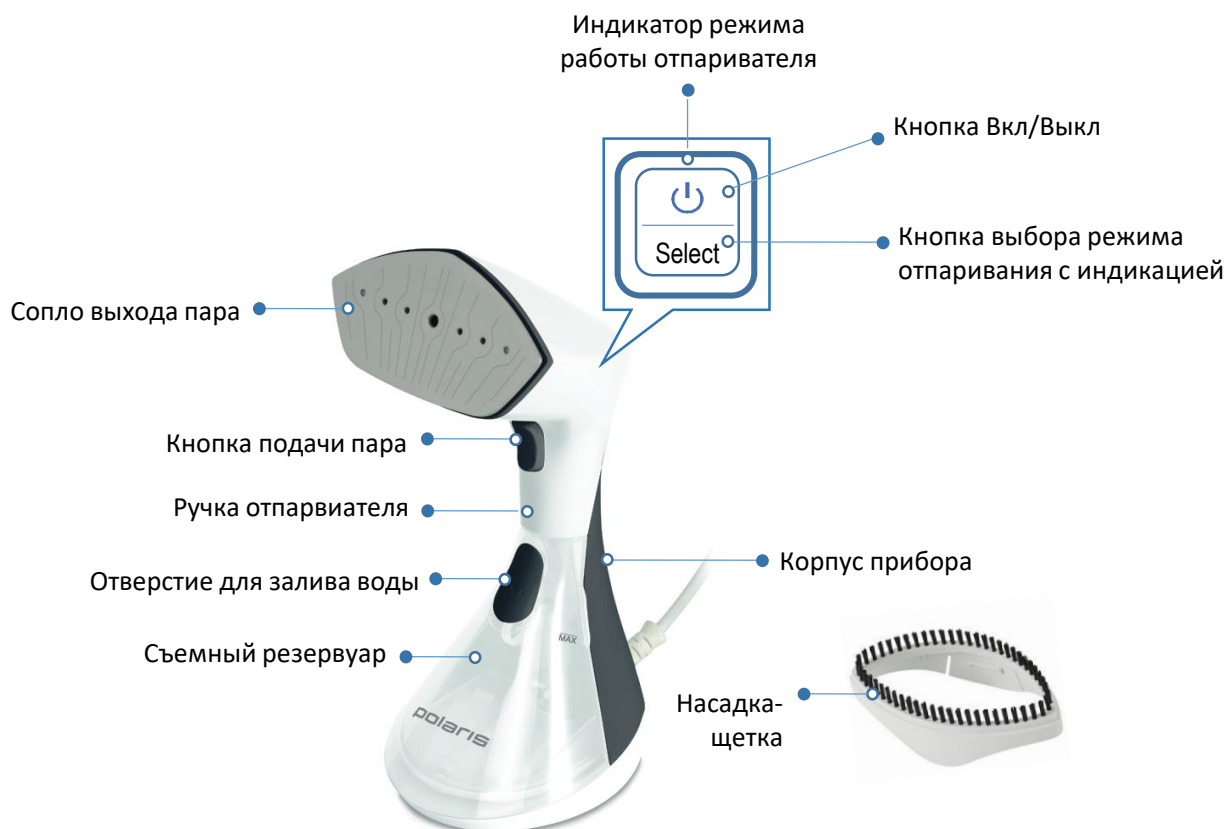 Индикатор режима
работы отпаривателя
Кнопка Вкл/Выкл
Select
Кнопка выбора режима
отпаривания с индикацией
Сопло выхода пара
Кнопка подачи пара
Ручка отпарвиателя
Отверстие для залива воды
Корпус прибора
MAX
Съемный резервуар
Насадка-
щетка
polaris